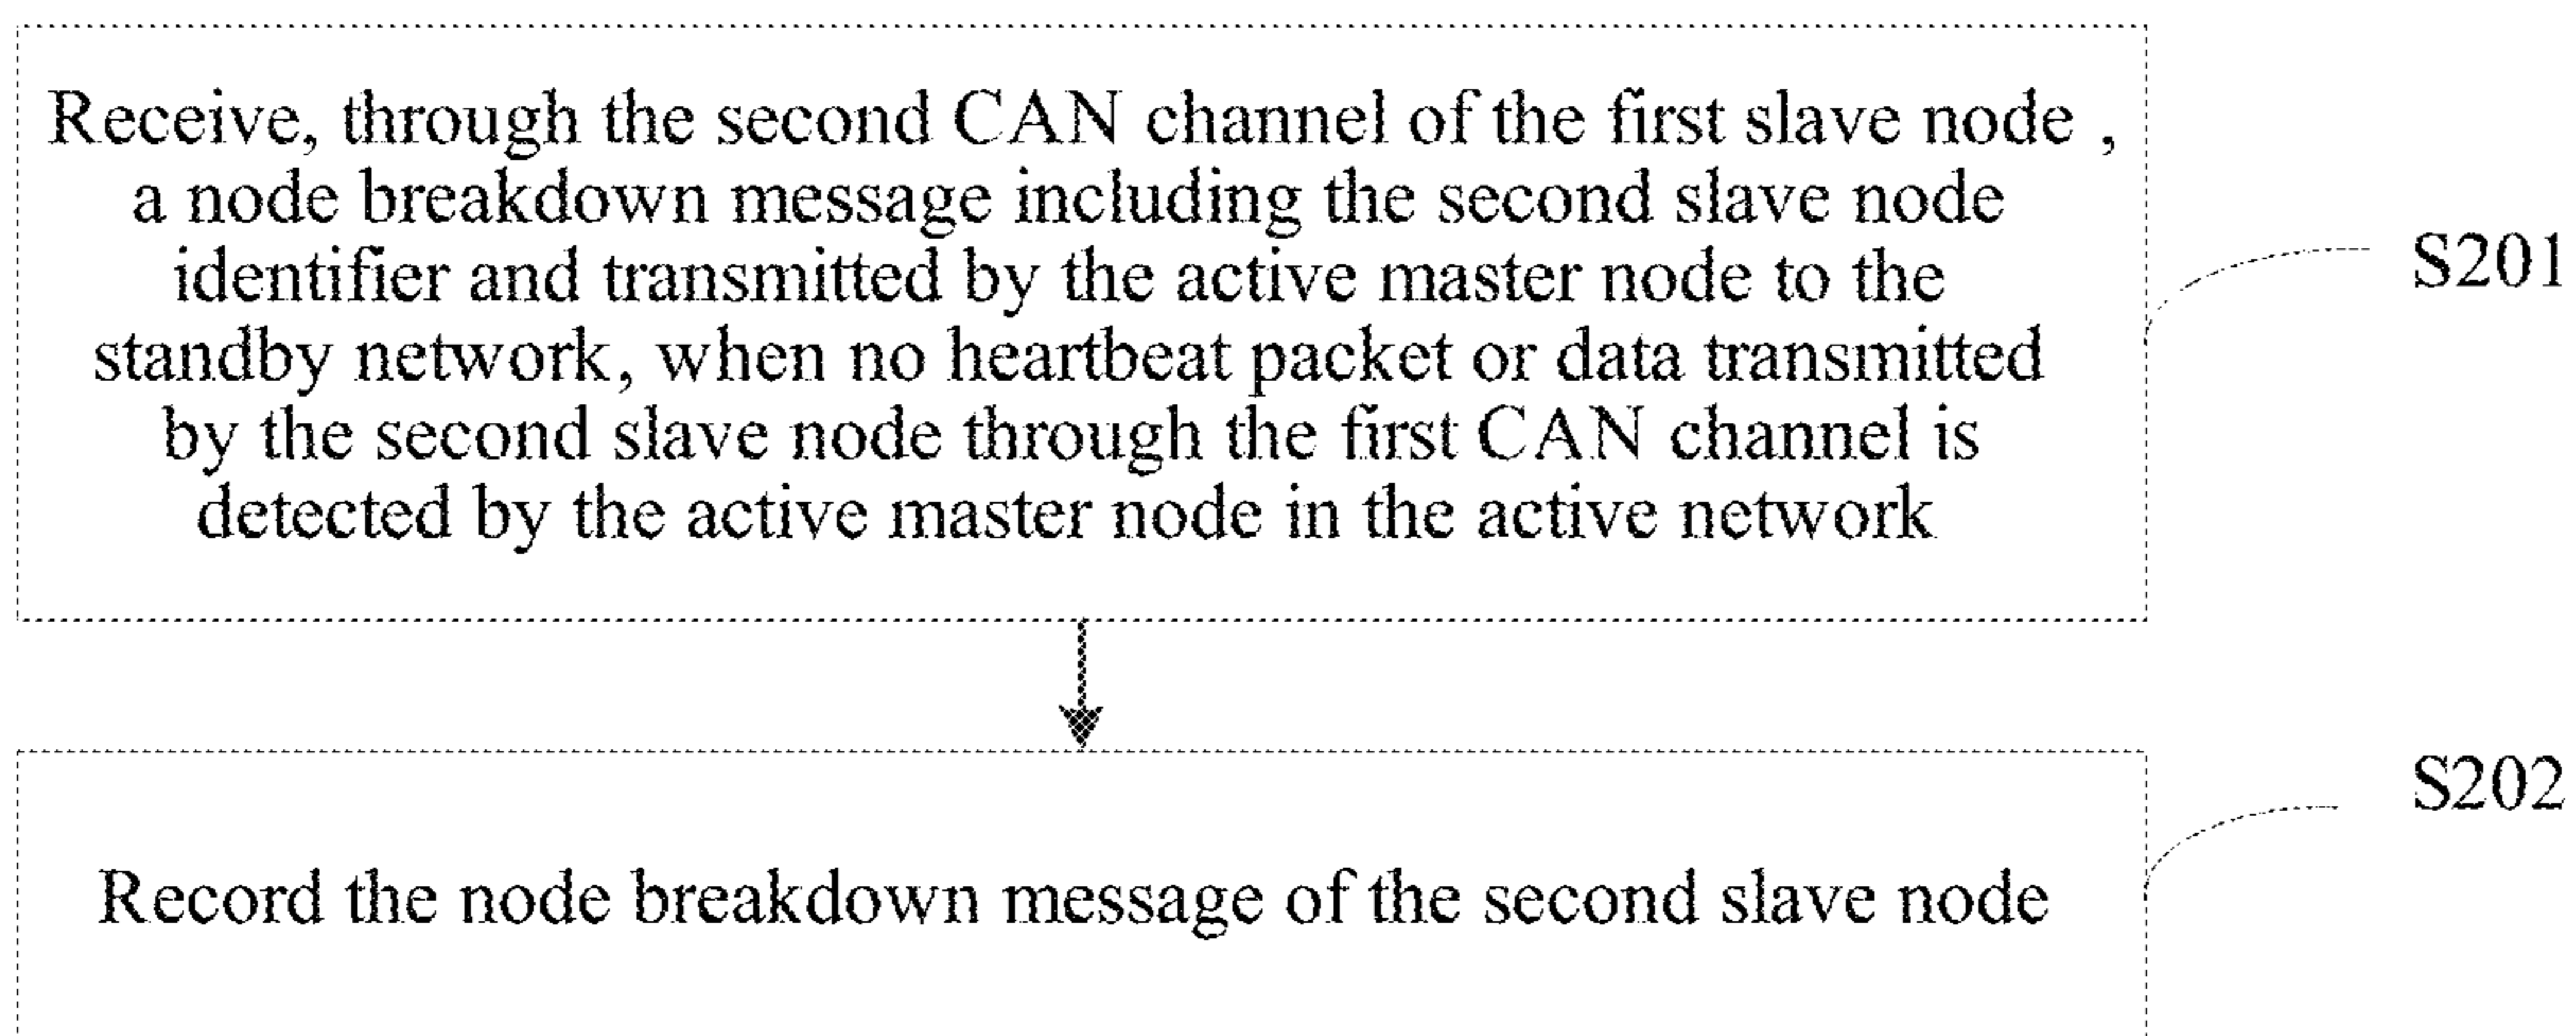 Receive, through the second CAN channel of the first slave node ,
a node breakdown message including the second slave node
identifier and transmitted by the active master node to the
standby network, when no heartbeat packet or data transmitted
by the second slave node through the first CAN channel is
detected by the active master node in the active network
S201
S202
Record the node breakdown message of the second slave node